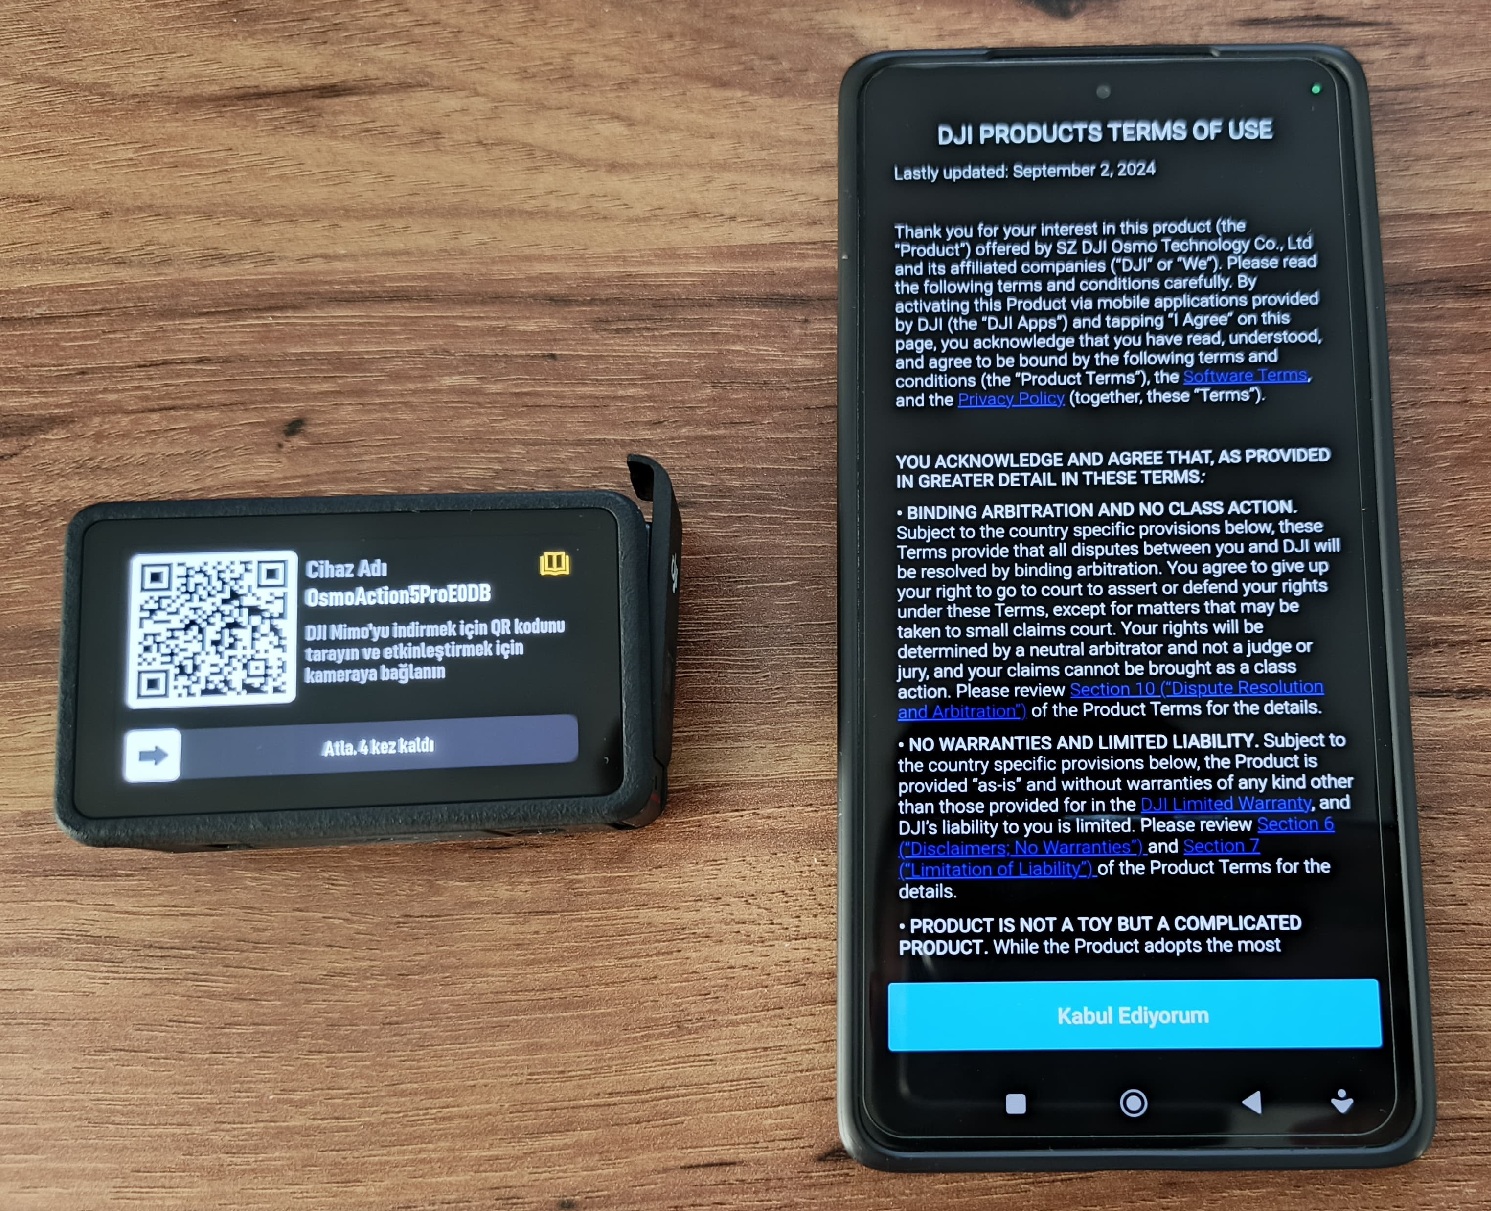 Cihaz Adı
OsmoAction5ProE0DB
DJI Mimo'yu indirmek için QR kodunu
tarayın ve etkinleştirmek için
kameraya bağlanın
Atla. 4 kez kaldı
DJI PRODUCTS TERMS OF USE
Lastly updated: September 2, 2024
Thank you for your interest in this product (the
"Product") offered by SZ DJI Osmo Technology Co., Ltd
and its affiliated companies ("DJI" or "We"). Please read
the following terms and conditions carefully. By
activating this Product via mobile applications provided
by DJI (the "DJI Apps") and tapping "I Agree" on this
page, you acknowledge that you have read, understood,
and agree to be bound by the following terms and
conditions (the "Product Terms"), the Software Terms,
and the Privacy Policy (together, these "Terms").
YOU ACKNOWLEDGE AND AGREE THAT, AS PROVIDED
IN GREATER DETAIL IN THESE TERMS:
• BINDING ARBITRATION AND NO CLASS ACTION.
Subject to the country specific provisions below, these
Terms provide that all disputes between you and DJI will
be resolved by binding arbitration. You agree to give up
your right to go to court to assert or defend your rights
under these Terms, except for matters that may be
taken to small claims court. Your rights will be
determined by a neutral arbitrator and not a judge or
jury, and your claims cannot be brought as a class
action. Please review Section 10 ("Dispute Resolution
and Arbitration") of the Product Terms for the details.
• NO WARRANTIES AND LIMITED LIABILITY. Subject to
the country specific provisions below, the Product is
provided "as-is" and without warranties of any kind other
than those provided for in the DJI Limited Warranty, and
DJI's liability to you is limited. Please review Section 6
("Disclaimers; No Warranties") and Section 7
("Limitation of Liability") of the Product Terms for the
details.
• PRODUCT IS NOT A TOY BUT A COMPLICATED
PRODUCT. While the Product adopts the most
Kabul Ediyorum